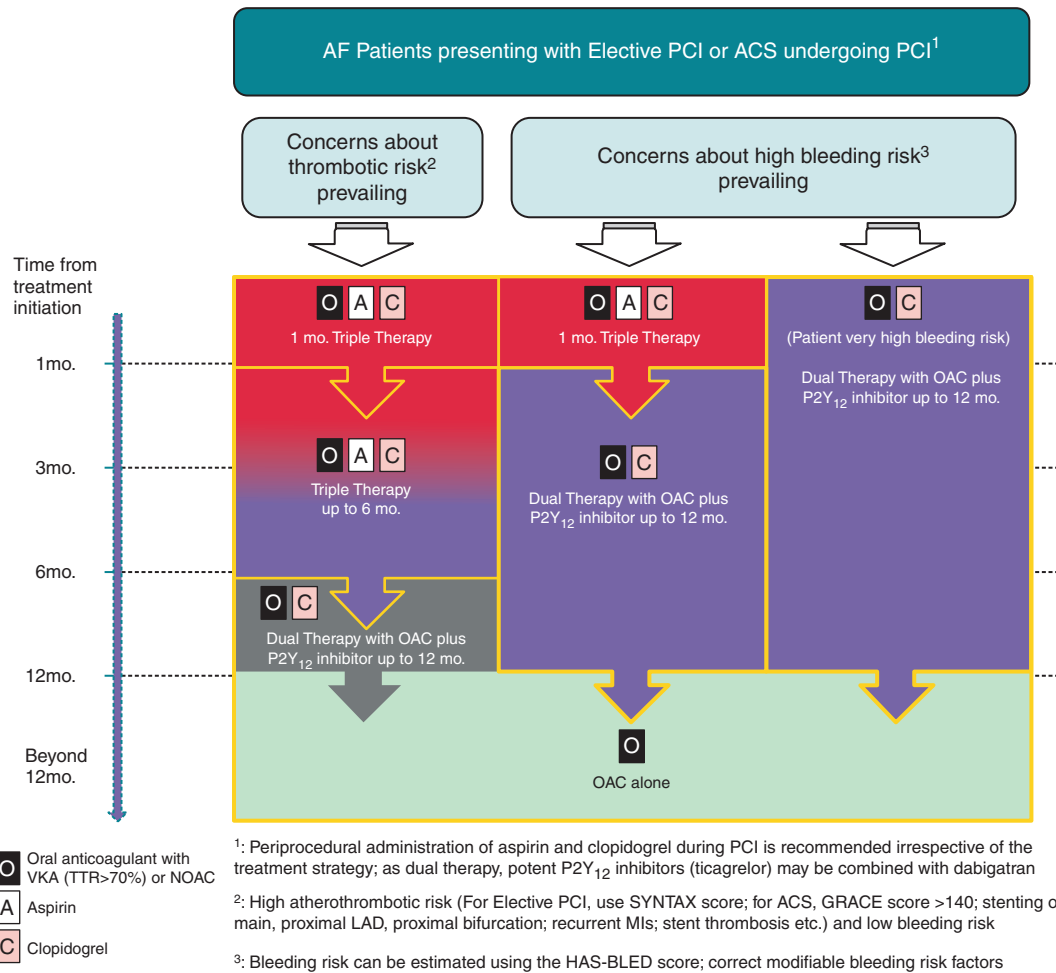 AF Patients presenting with Elective PCI or ACS undergoing PCI¹
Concerns about
thrombotic risk²
prevailing
Concerns about high bleeding risk³
prevailing
Time from
treatment
initiation
O A C
1 mo. Triple Therapy
O A C
1 mo. Triple Therapy
O C
(Patient very high bleeding risk)
Dual Therapy with OAC plus
P2Y₁₂ inhibitor up to 12 mo.
1mo.
O A C
Triple Therapy
up to 6 mo.
3mo.
O C
Dual Therapy with OAC plus
P2Y₁₂ inhibitor up to 12 mo.
6mo.
O C
Dual Therapy with OAC plus
P2Y₁₂ inhibitor up to 12 mo.
12mo.
Beyond
12mo.
O
OAC alone
O Oral anticoagulant with
VKA (TTR>70%) or NOAC
A Aspirin
C Clopidogrel
¹: Periprocedural administration of aspirin and clopidogrel during PCI is recommended irrespective of the
treatment strategy; as dual therapy, potent P2Y₁₂ inhibitors (ticagrelor) may be combined with dabigatran
²: High atherothrombotic risk (For Elective PCI, use SYNTAX score; for ACS, GRACE score >140; stenting
main, proximal LAD, proximal bifurcation; recurrent MIs; stent thrombosis etc.) and low bleeding risk
³: Bleeding risk can be estimated using the HAS-BLED score; correct modifiable bleeding risk factors